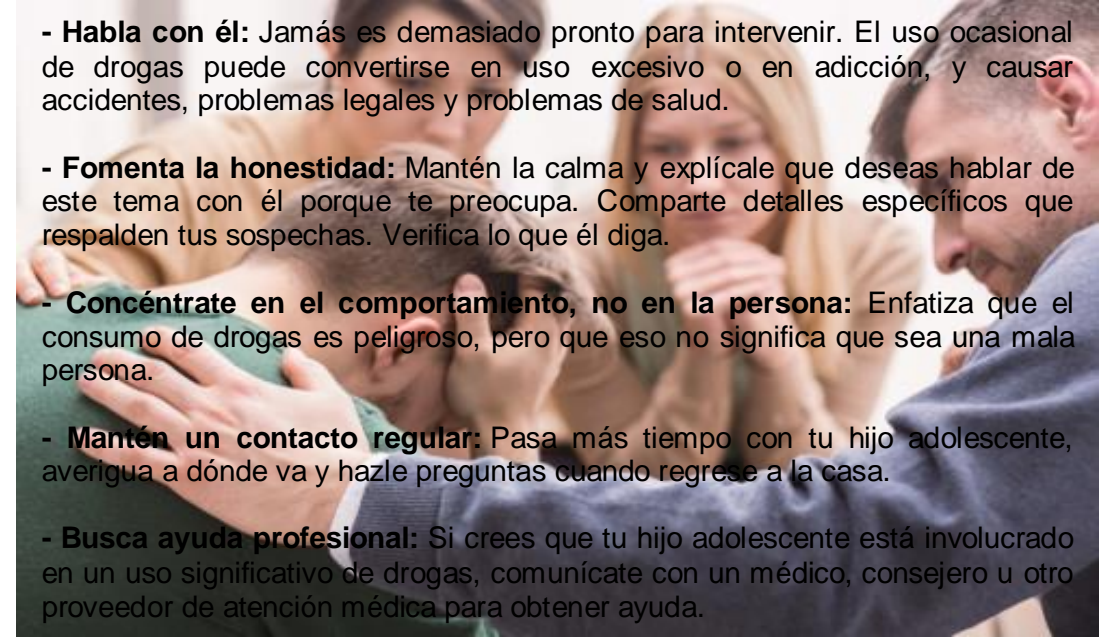 - Habla con él: Jamás es demasiado pronto para intervenir. El uso ocasional
de drogas puede convertirse en uso excesivo o en adicción, y causar
accidentes, problemas legales y problemas de salud.
- Fomenta la honestidad: Mantén la calma y explícale que deseas hablar de
este tema con él porque te preocupa. Comparte detalles específicos que
respalden tus sospechas. Verifica lo que él diga.
- Concéntrate en el comportamiento, no en la persona: Enfatiza que el
consumo de drogas es peligroso, pero que eso no significa que sea una mala
persona.
- Mantén un contacto regular: Pasa más tiempo con tu hijo adolescente,
averigua a dónde va y hazle preguntas cuando regrese a la casa.
- Busca ayuda profesional: Si crees que tu hijo adolescente está involucrado
en un uso significativo de drogas, comunícate con un médico, consejero u otro
proveedor de atención médica para obtener ayuda.